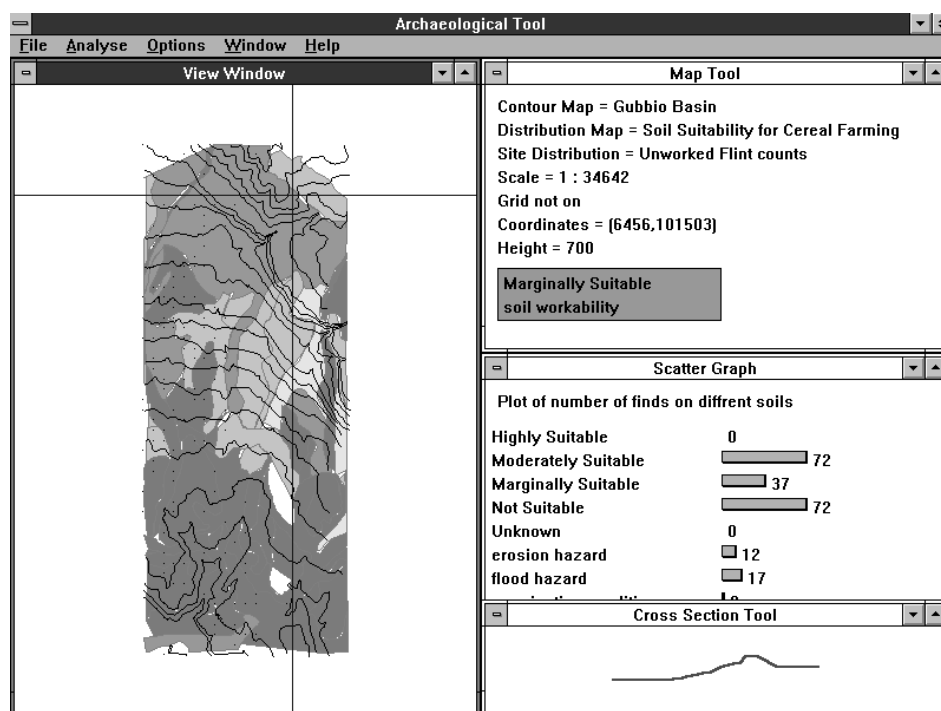 Archaeological Tool
File Analyse Options Window Help
View Window
Map Tool
Contour Map = Gubbio Basin
Distribution Map = Soil Suitability for Cereal Farming
Site Distribution = Unworked Flint counts
Scale = 1 : 34642
Grid not on
Coordinates = (6456,101503)
Height = 700
Marginally Suitable
soil workability
Scatter Graph
Plot of number of finds on diffrent soils
Highly Suitable 0
Moderately Suitable 72
Marginally Suitable 37
Not Suitable 72
Unknown 0
erosion hazard 12
flood hazard 17
Cross Section Tool